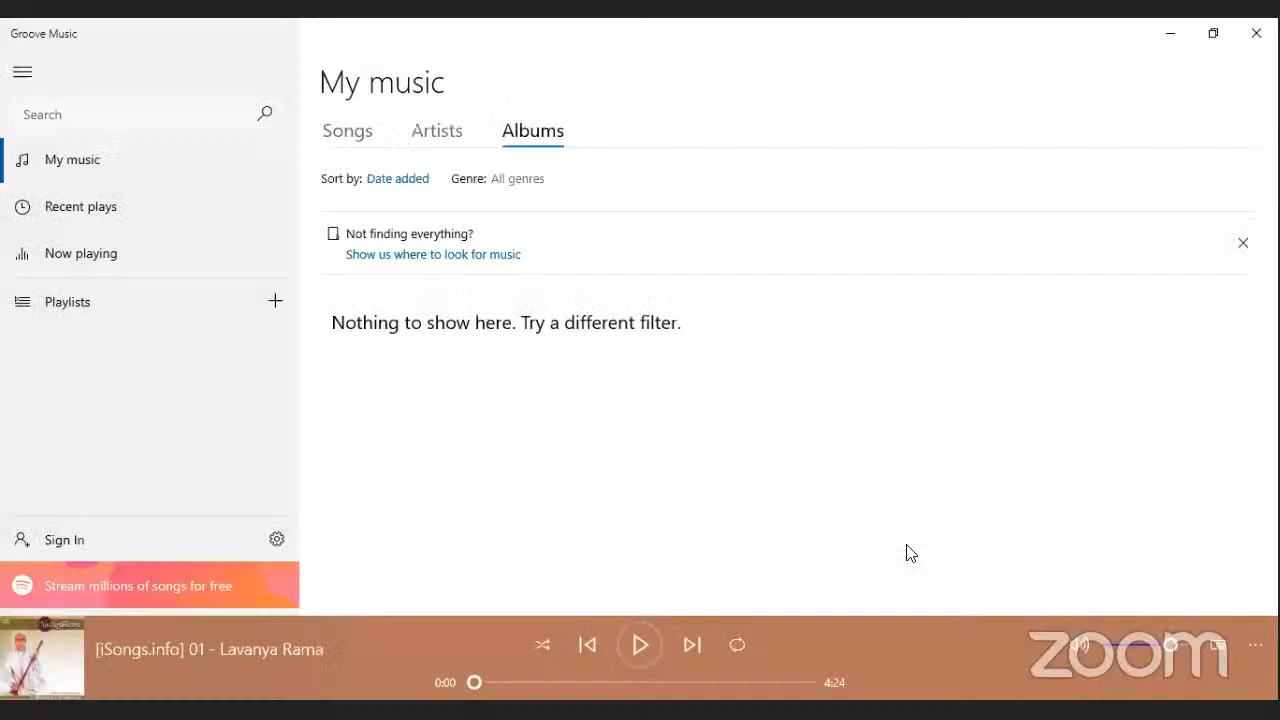 Groove Music
Search
My music
Recent plays
Now playing
Playlists
Sign In
Stream millions of songs for free
My music
Songs Artists Albums
Sort by: Date added Genre: All genres
Not finding everything?
Show us where to look for music
Nothing to show here. Try a different filter.
[iSongs.info] 01 - Lavanya Rama
0:00 4:24
zoom